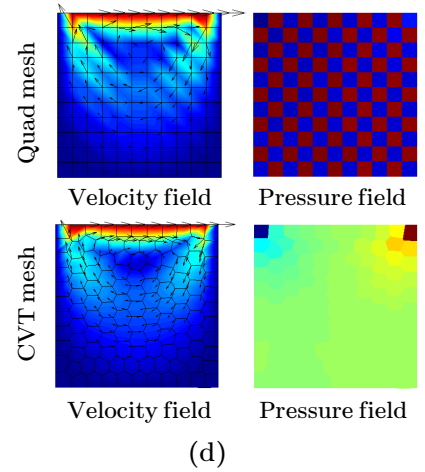 Quad mesh
Velocity field Pressure field
CVT mesh
Velocity field Pressure field
(d)